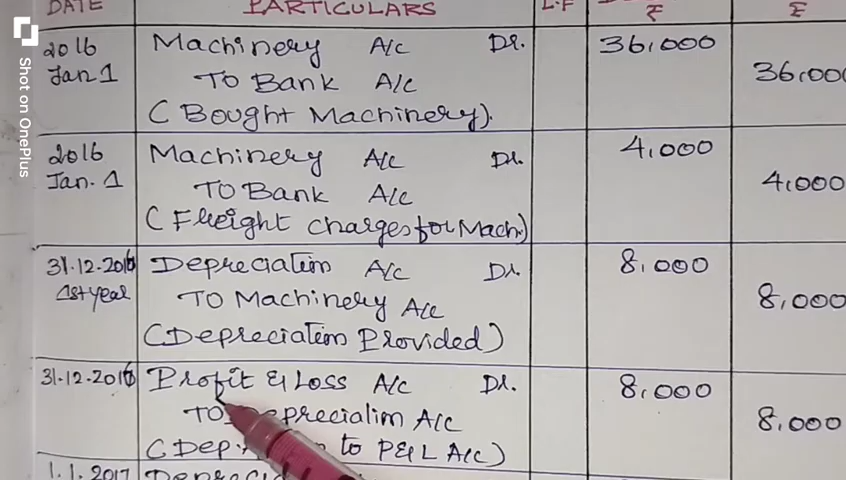 DATE PARTICULARS L.F ₹ ₹
2016 Machinery A/c Dr. 36,000
Jan 1 To Bank A/c 36,000
(Bought Machinery).
2016 Machinery A/c Dr. 4,000
Jan. 1 To Bank A/c 4,000
(Freight charges for Mach.)
31.12.2016 Depreciation A/c Dr. 8,000
1st year To Machinery A/c 8,000
(Depreciation Provided)
31.12.2016 Profit & Loss A/c Dr. 8,000
To Depreciation A/c 8,000
(Dep. to P&L A/c)
1.1.2017
Shot on OnePlus